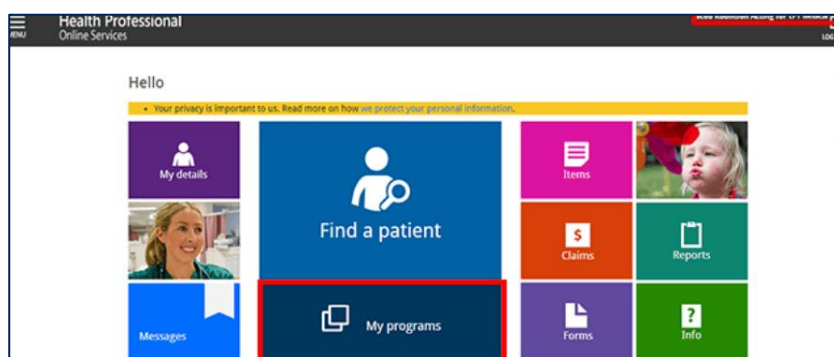 Health Professional
MENU
Online Services
LOG
Hello
Your privacy is important to us. Read more on how we protect your personal information.
My details
Find a patient
Items
Claims
Reports
Messages
My programs
Forms
Info